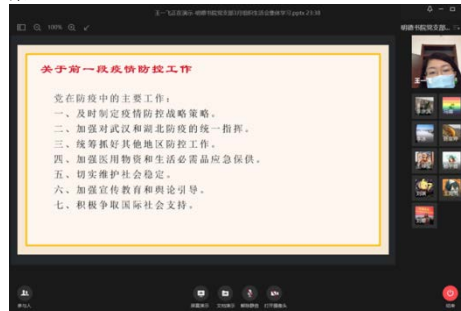 100%
关于前一段疫情防控工作
党在防疫中的主要工作：
一、及时制定疫情防控战略策略。
二、加强对武汉和湖北防疫的统一指挥。
三、统筹抓好其他地区防控工作。
四、加强医用物资和生活必需品应急保供。
五、切实维护社会稳定。
六、加强宣传教育和舆论引导。
七、积极争取国际社会支持。